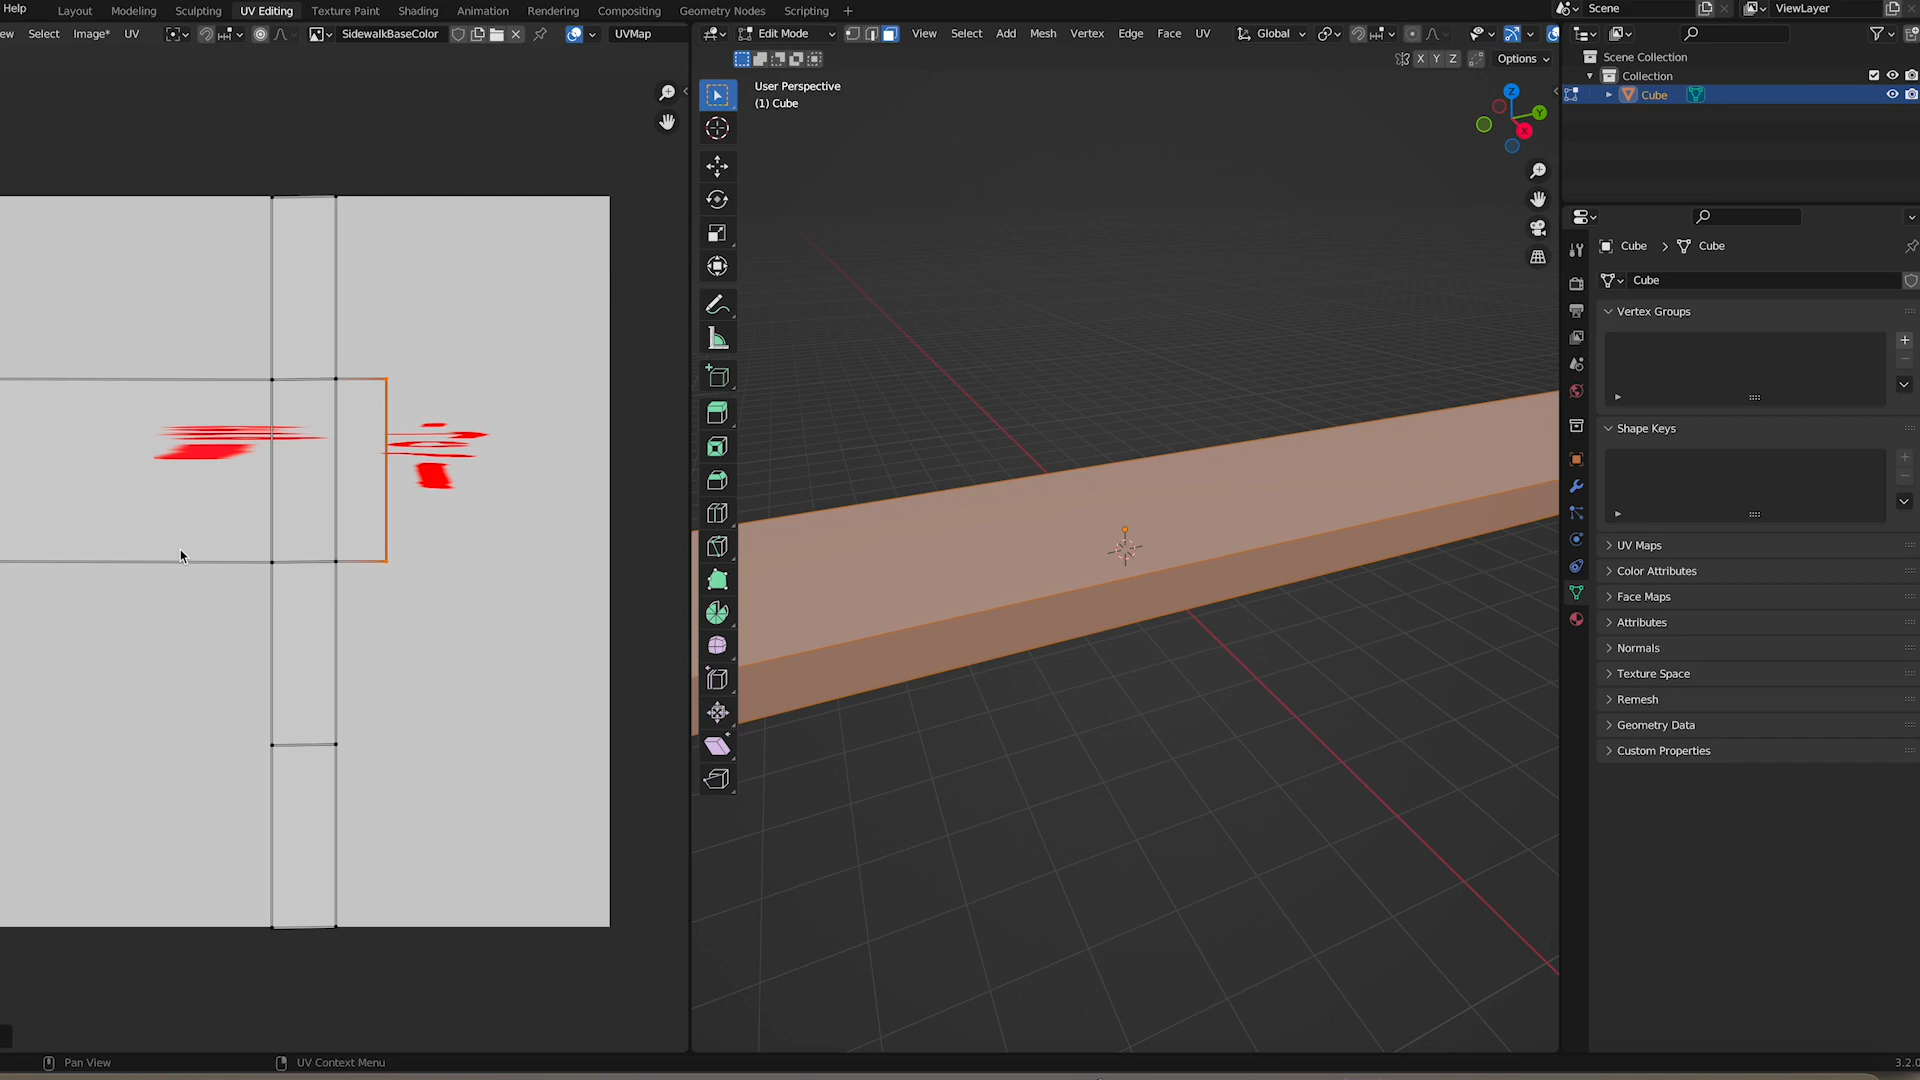 Help Layout Modeling Sculpting UV Editing Texture Paint Shading Animation Rendering Compositing Geometry Nodes Scripting + Scene ViewLayer
ew Select Image* UV SidewalkBaseColor UVMap Edit Mode View Select Add Mesh Vertex Edge Face UV Global
X Y Z Options
User Perspective
(1) Cube
Z
Y
X
Scene Collection
Collection
Cube
Cube > Cube
Cube
Vertex Groups
Shape Keys
UV Maps
Color Attributes
Face Maps
Attributes
Normals
Texture Space
Remesh
Geometry Data
Custom Properties
Pan View UV Context Menu 3.2.0